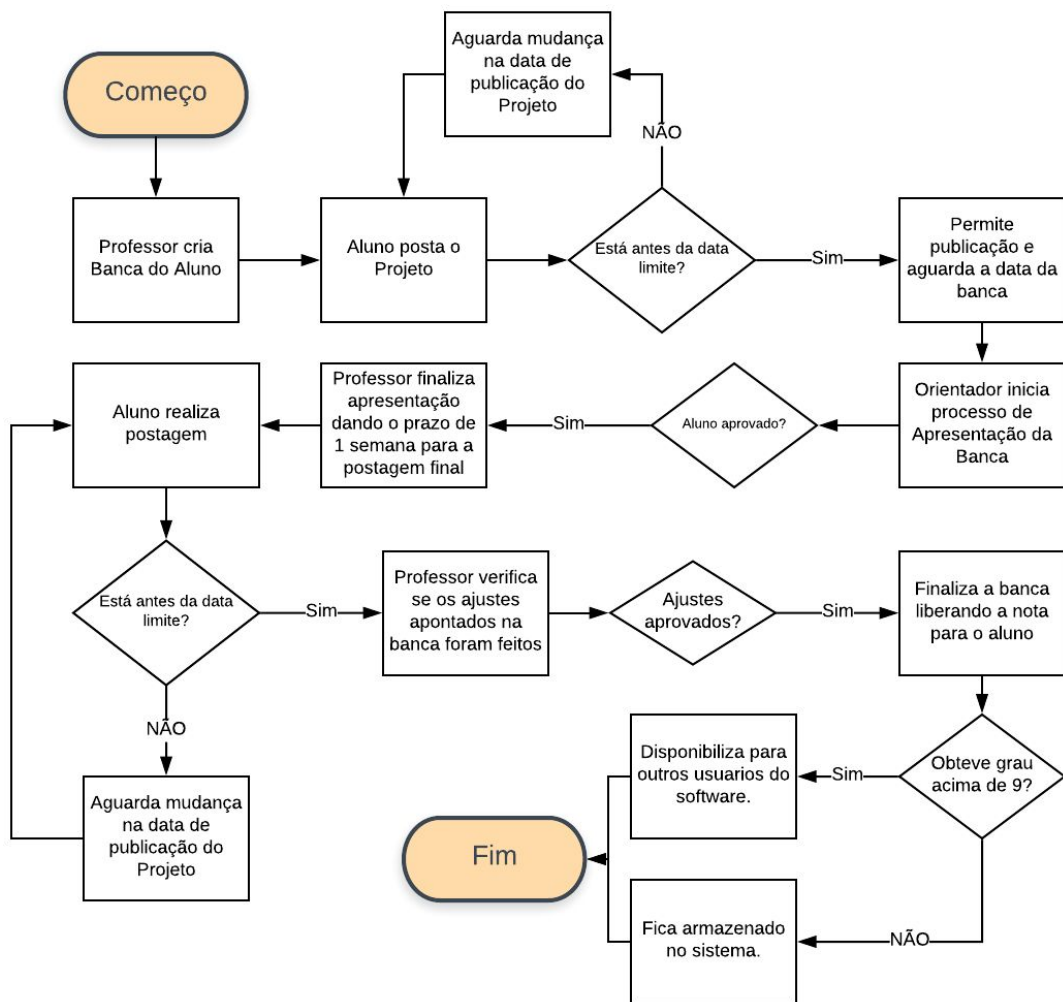 Começo
Aguarda mudança
na data de
publicação do
Projeto
NÃO
Professor cria
Banca do Aluno
Aluno posta o
Projeto
Está antes da data
limite?
Sim
Permite
publicação e
aguarda a data da
banca
Aluno realiza
postagem
Professor finaliza
apresentação
dando o prazo de
1 semana para a
postagem final
Sim
Aluno aprovado?
Orientador inicia
processo de
Apresentação da
Banca
Está antes da data
limite?
Sim
Professor verifica
se os ajustes
apontados na
banca foram feitos
Ajustes
aprovados?
Sim
Finaliza a banca
liberando a nota
para o aluno
NÃO
Aguarda mudança
na data de
publicação do
Projeto
Disponibiliza para
outros usuarios do
software.
Sim
Obteve grau
acima de 9?
Fim
Fica armazenado
no sistema.
NÃO